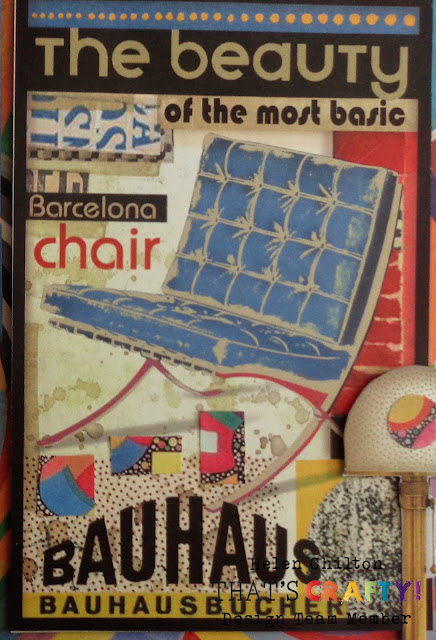 The beauty
of the most basic
Barcelona
chair
BAUHAUS
BAUHAUSBÜCHER
Helen Chilton
THAT'S CRAFTY!
Design Team Member